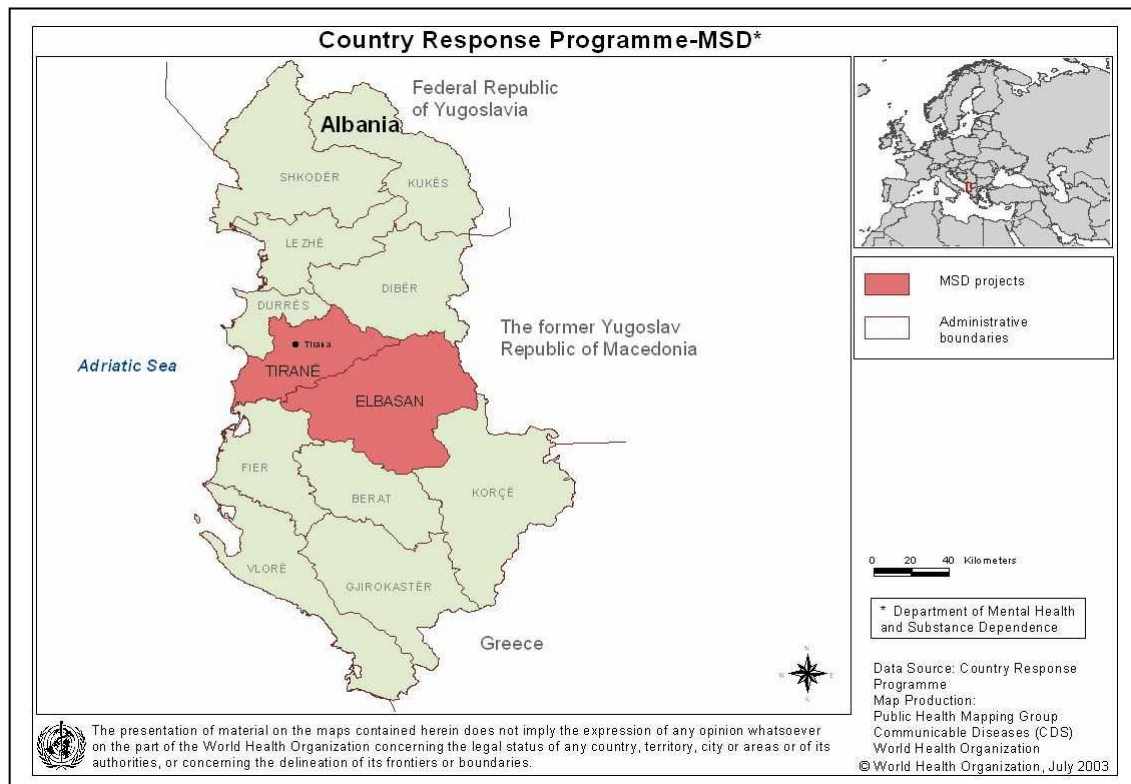 Country Response Programme-MSD*
Federal Republic
of Yugoslavia
Albania
SHKODËR
KUKËS
LEZHË
DIBËR
DURRËS
The former Yugoslav
Republic of Macedonia
Tirana
Adriatic Sea
TIRANË
ELBASAN
FIER
BERAT
KORÇË
VLORË
GJIROKASTËR
Greece
MSD projects
Administrative
boundaries
0 20 40 Kilometers
* Department of Mental Health
and Substance Dependence
N
W E
S
Data Source: Country Response
Programme
Map Production:
Public Health Mapping Group
Communicable Diseases (CDS)
World Health Organization
© World Health Organization, July 2003
The presentation of material on the maps contained herein does not imply the expression of any opinion whatsoever
on the part of the World Health Organization concerning the legal status of any country, territory, city or areas or of its
authorities, or concerning the delineation of its frontiers or boundaries.